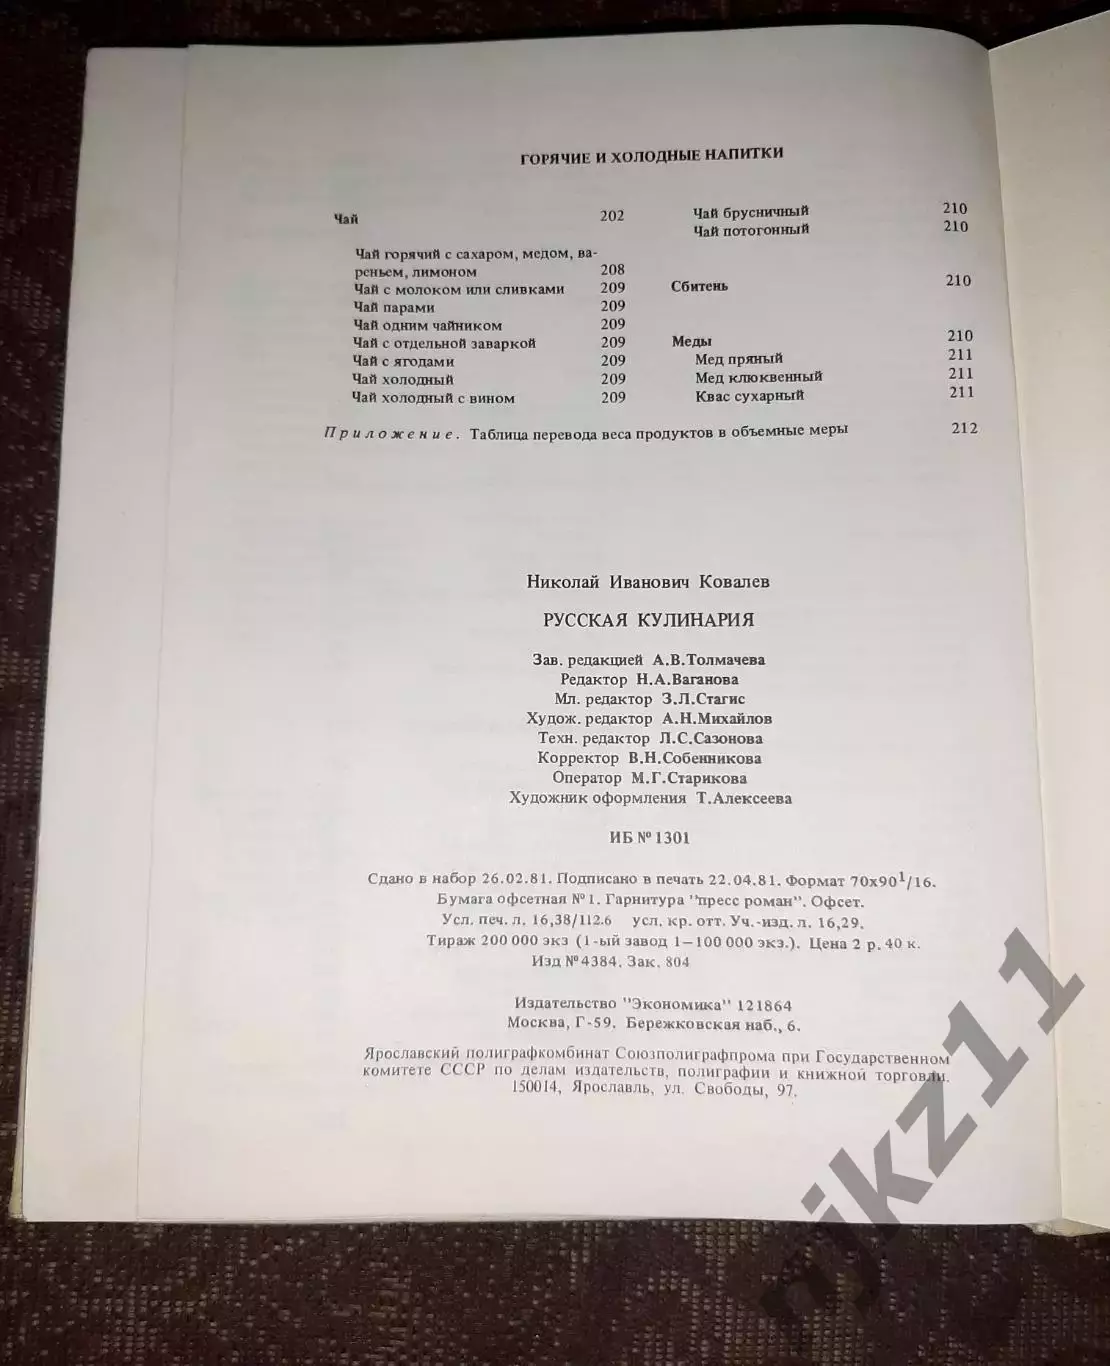 ГОРЯЧИЕ И ХОЛОДНЫЕ НАПИТКИ
Чай 202
Чай горячий с сахаром, медом, ва-
реньем, лимоном 208
Чай с молоком или сливками 209
Чай парами 209
Чай одним чайником 209
Чай с отдельной заваркой 209
Чай с ягодами 209
Чай холодный 209
Чай холодный с вином 209
Чай брусничный 210
Чай потогонный 210
Сбитень 210
Меды 210
Мед пряный 211
Мед клюквенный 211
Квас сухарный 211
Приложение. Таблица перевода веса продуктов в объемные меры 212
Николай Иванович Ковалев
РУССКАЯ КУЛИНАРИЯ
Зав. редакцией А.В.Толмачева
Редактор Н.А.Ваганова
Мл. редактор З.Л.Стагис
Худож. редактор А.Н.Михайлов
Техн. редактор Л.С.Сазонова
Корректор В.Н.Собенникова
Оператор М.Г.Старикова
Художник оформления Т.Алексеева
ИБ № 1301
Сдано в набор 26.02.81. Подписано в печать 22.04.81. Формат 70х90¹/16.
Бумага офсетная №1. Гарнитура "пресс роман". Офсет.
Усл. печ. л. 16,38/112.6 усл. кр. отт. Уч.-изд. л. 16,29.
Тираж 200 000 экз (1-ый завод 1—100 000 экз.). Цена 2 р. 40 к.
Изд №4384. Зак. 804
Издательство "Экономика" 121864
Москва, Г-59. Бережковская наб., 6.
Ярославский полиграфкомбинат Союзполиграфпрома при Государственном
комитете СССР по делам издательств, полиграфии и книжной торговли.
150014, Ярославль, ул. Свободы, 97.
njkz11